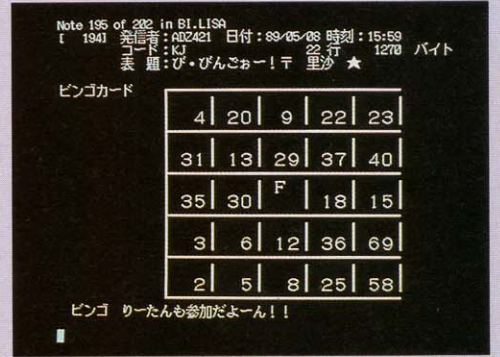 Note 195 of 202 in BI.LISA
[ 194] 発信者：ADZ421 日付：89/05/08 時刻：15:59
コード：KJ 22 行 1270 バイト
表 題：び・びんごぉー！〒 里沙 ★
ビンゴカード
4 20 9 22 23
31 13 29 37 40
35 30 F 18 15
3 6 12 36 69
2 5 8 25 58
ビンゴ りーたんも参加だよーん！！